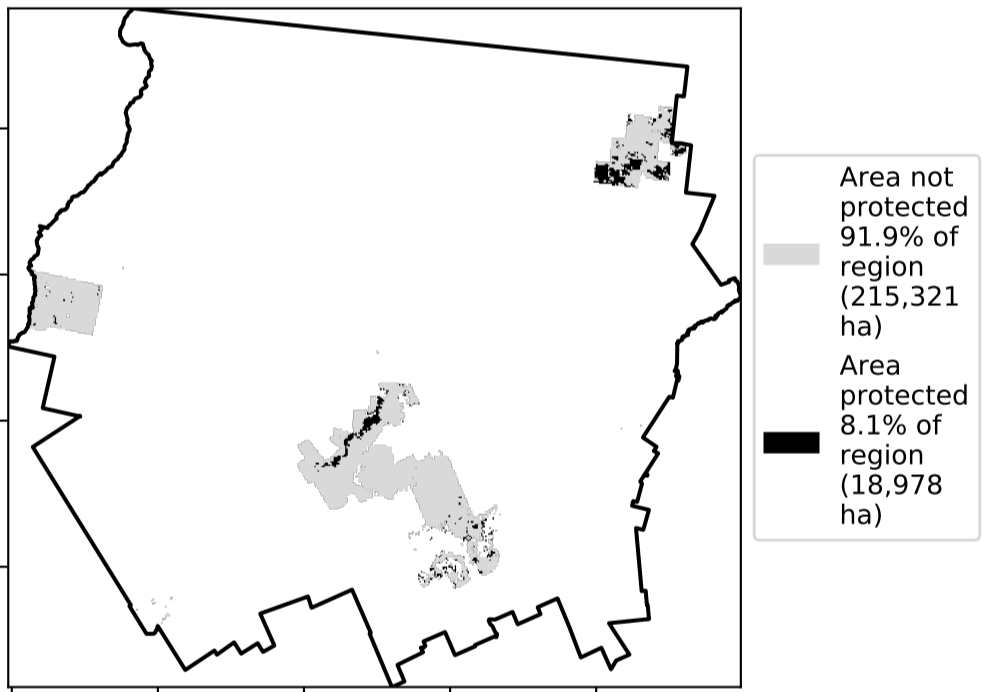 Area not
protected
91.9% of
region
(215,321
ha)
Area
protected
8.1% of
region
(18,978
ha)